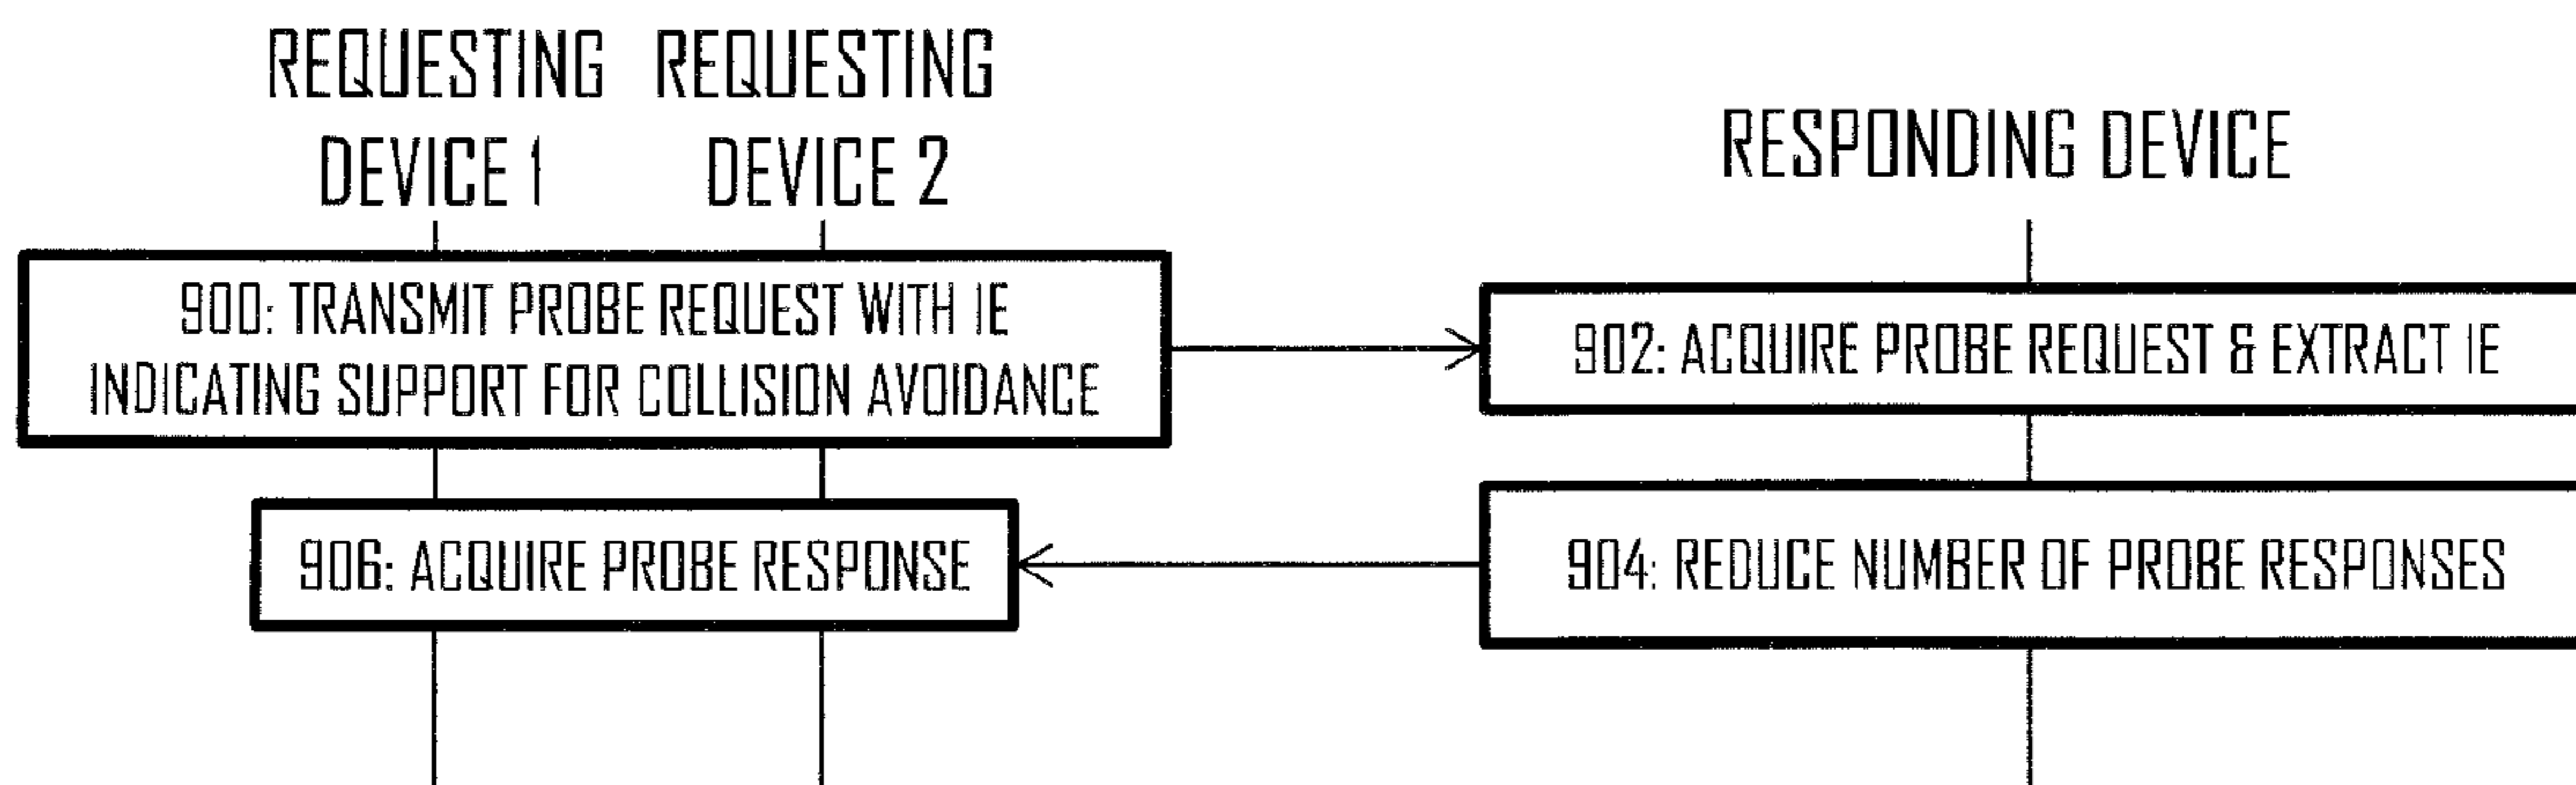 REQUESTING
DEVICE 1
REQUESTING
DEVICE 2
RESPONDING DEVICE
900: TRANSMIT PROBE REQUEST WITH IE
INDICATING SUPPORT FOR COLLISION AVOIDANCE
902: ACQUIRE PROBE REQUEST & EXTRACT IE
904: REDUCE NUMBER OF PROBE RESPONSES
906: ACQUIRE PROBE RESPONSE